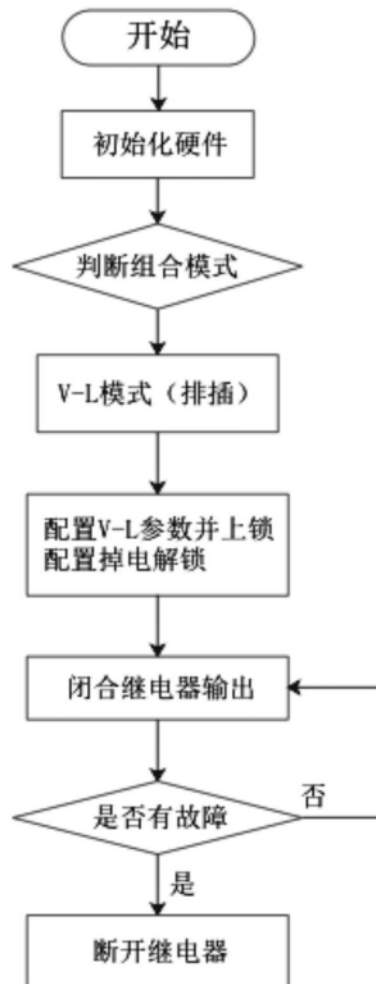 开始
初始化硬件
判断组合模式
V-L模式（排插）
配置V-L参数并上锁
配置掉电解锁
闭合继电器输出
是否有故障
否
是
断开继电器